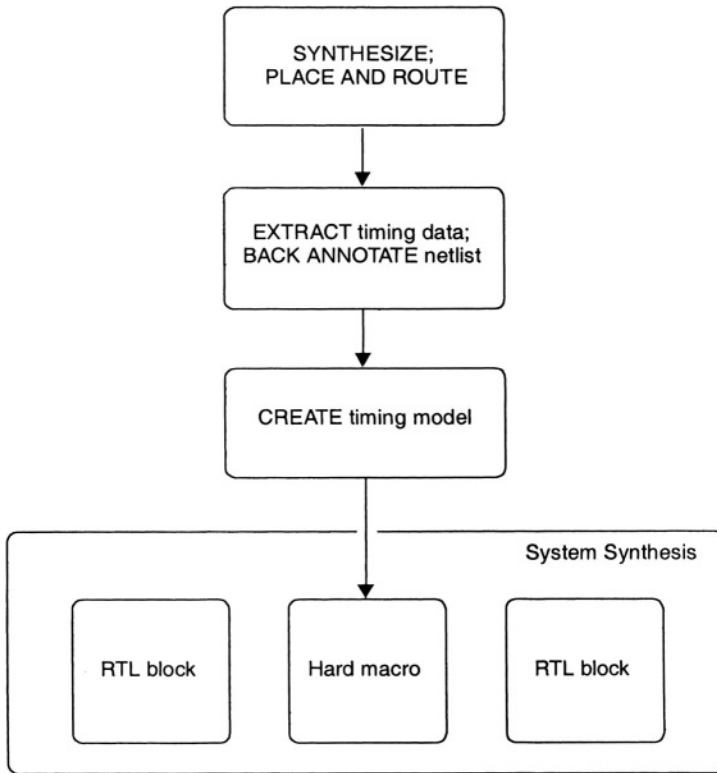 SYNTHESIZE;
PLACE AND ROUTE
EXTRACT timing data;
BACK ANNOTATE netlist
CREATE timing model
System Synthesis
RTL block
Hard macro
RTL block